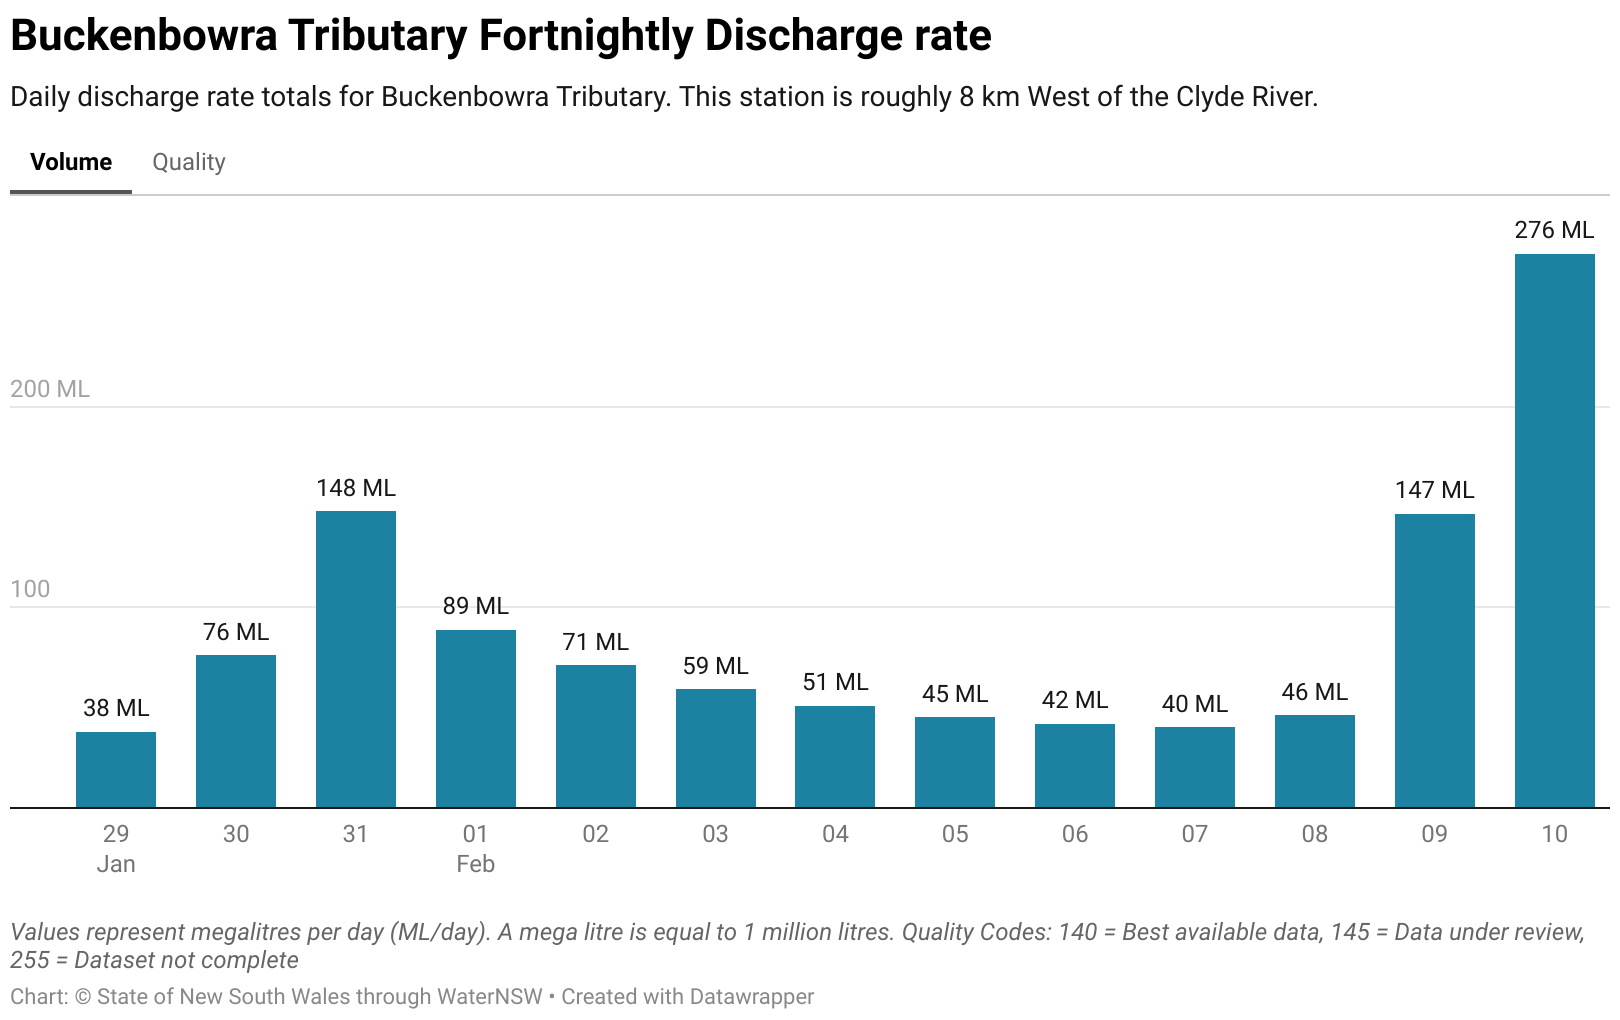 Buckenbowra Tributary Fortnightly Discharge rate
Daily discharge rate totals for Buckenbowra Tributary. This station is roughly 8 km West of the Clyde River.
Volume Quality
276 ML
200 ML
148 ML
147 ML
100
89 ML
76 ML
71 ML
59 ML
51 ML
46 ML
45 ML
42 ML
40 ML
38 ML
29 30 31 01 02 03 04 05 06 07 08 09 10
Jan Feb
Values represent megalitres per day (ML/day). A mega litre is equal to 1 million litres. Quality Codes: 140 = Best available data, 145 = Data under review,
255 = Dataset not complete
Chart: © State of New South Wales through WaterNSW • Created with Datawrapper